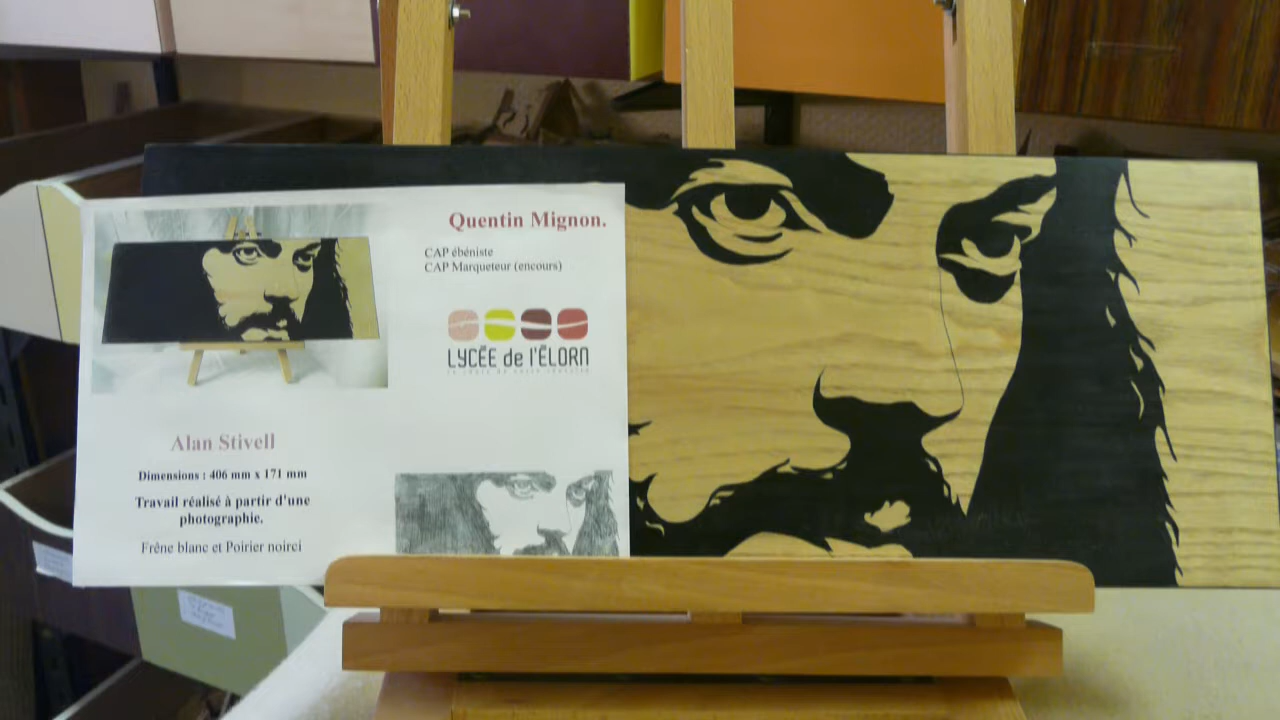 Quentin Mignon.
CAP ébéniste
CAP Marqueteur (encours)
LYCÉE de l'ÉLORN
Alan Stivell
Dimensions : 406 mm x 171 mm
Travail réalisé à partir d'une
photographie.
Frêne blanc et Poirier noirci